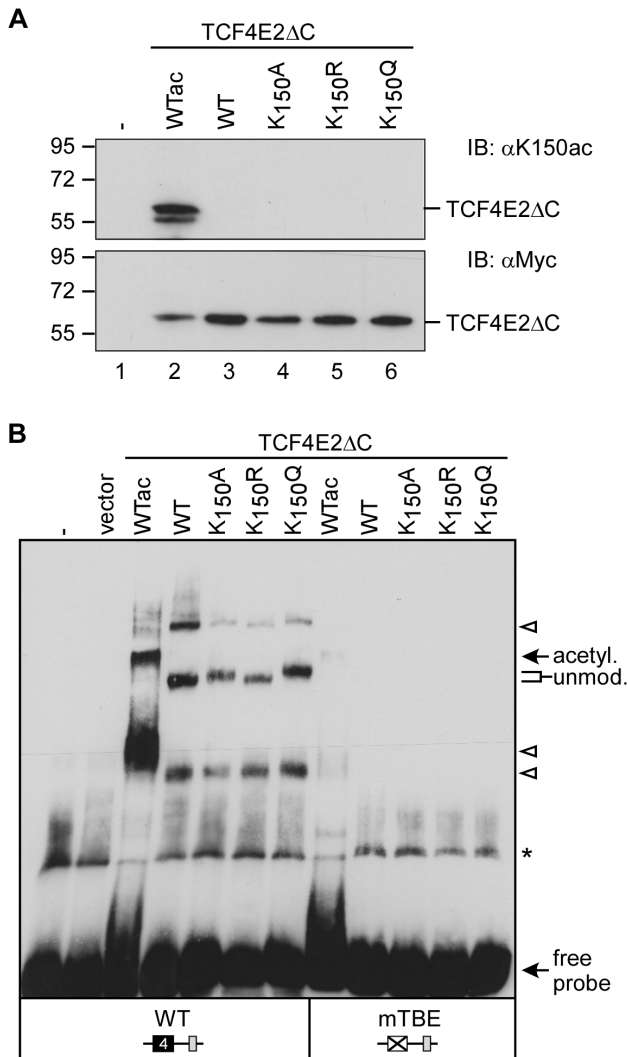 A
TCF4E2ΔC
- WTac WT K150A K150R K150Q
95
72
55
IB: αK150ac
TCF4E2ΔC
95
72
55
IB: αMyc
TCF4E2ΔC
1 2 3 4 5 6
B
TCF4E2ΔC
- vector WTac WT K150A K150R K150Q WTac WT K150A K150R K150Q
acetyl.
unmod.
*
free
probe
WT mTBE
4